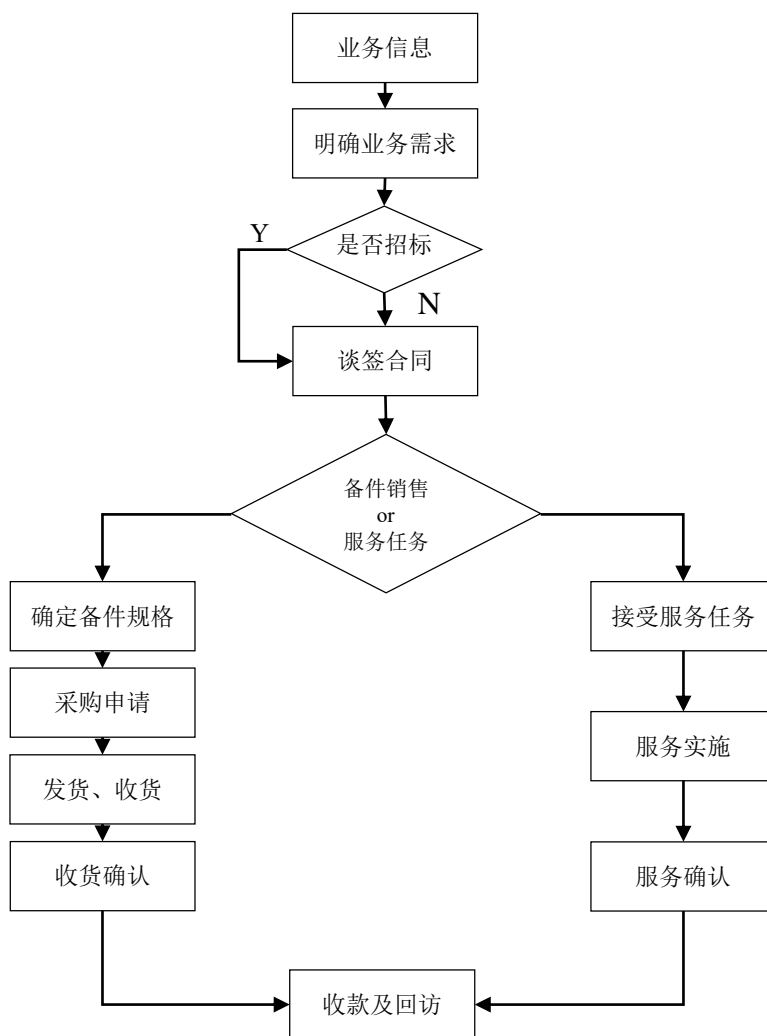 业务信息
明确业务需求
是否招标
Y
N
谈签合同
备件销售
or
服务任务
确定备件规格
采购申请
发货、收货
收货确认
接受服务任务
服务实施
服务确认
收款及回访